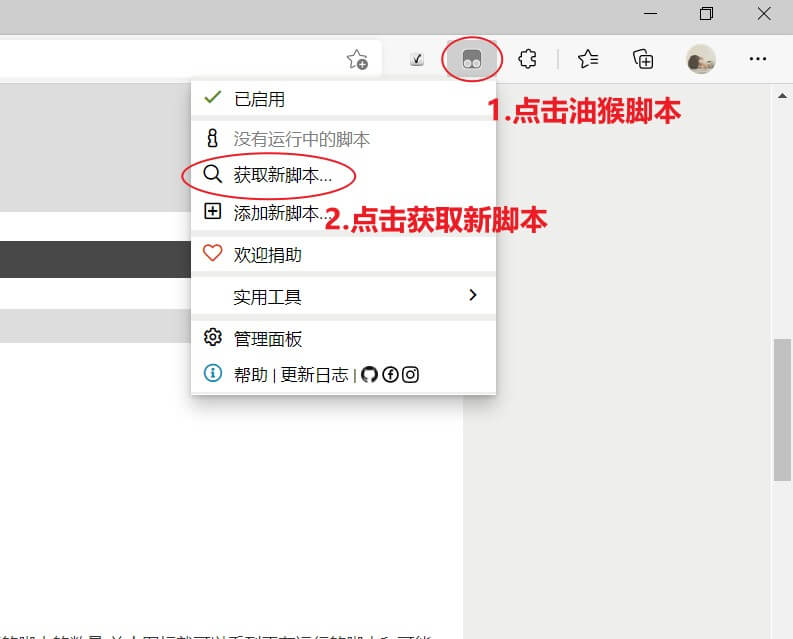 已启用
1.点击油猴脚本
没有运行中的脚本
获取新脚本...
添加新脚本...
2.点击获取新脚本
欢迎捐助
实用工具
管理面板
帮助 | 更新日志 |